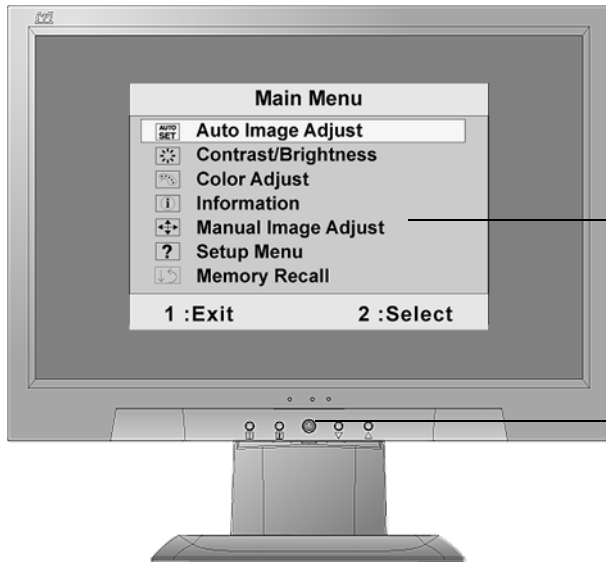 Main Menu
AUTO SET Auto Image Adjust
Contrast/Brightness
Color Adjust
i Information
Manual Image Adjust
? Setup Menu
Memory Recall
1 :Exit 2 :Select